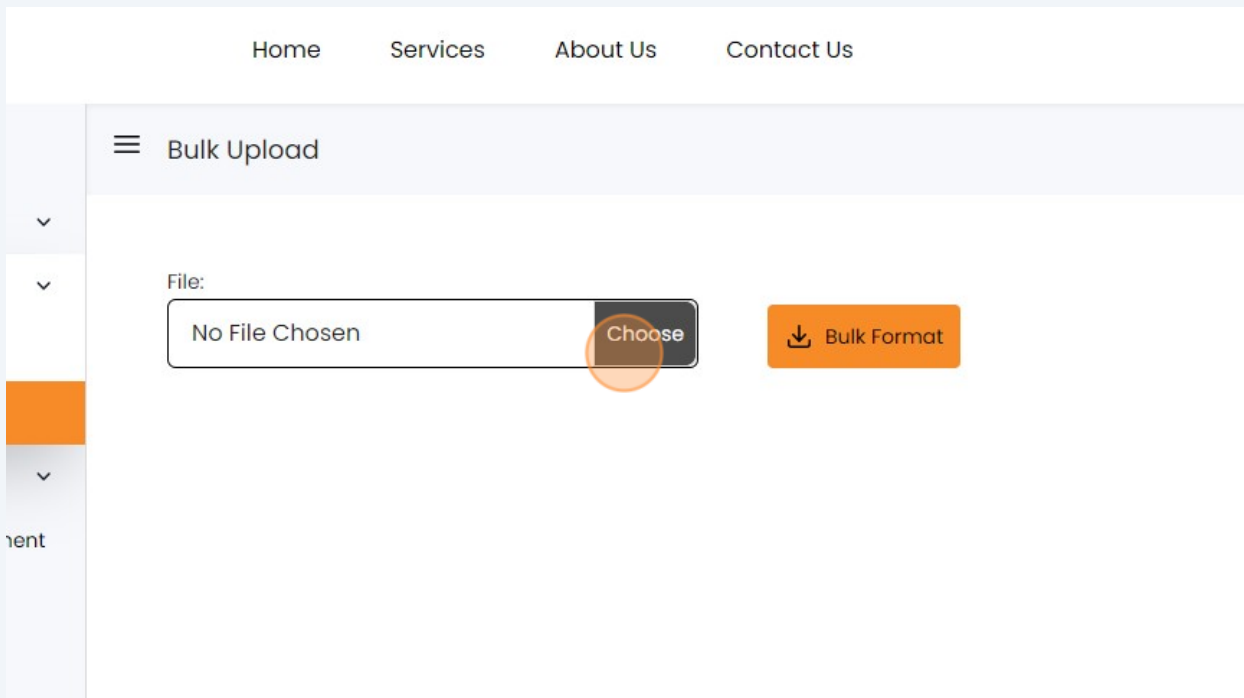 Home Services About Us Contact Us
Bulk Upload
File:
No File Chosen Choose Bulk Format